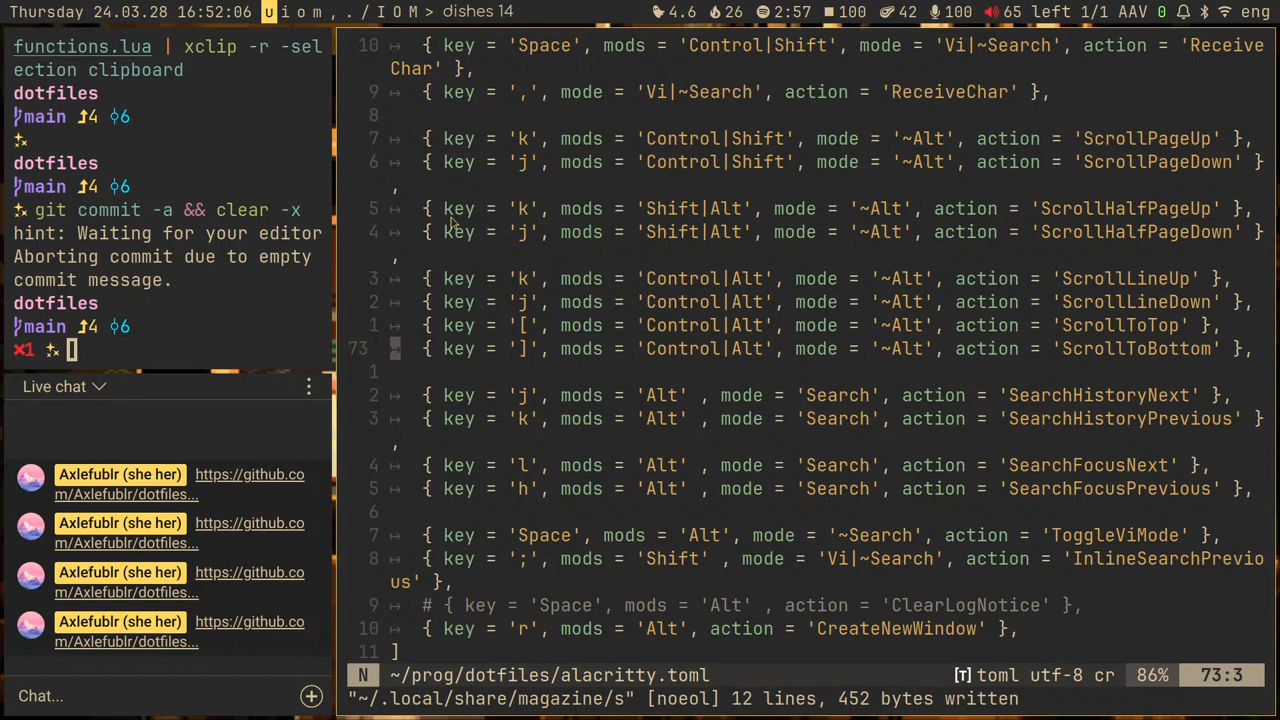 Thursday 24.03.28 16:52:06 u i o m , . / I O M > dishes 14 4.6 26 2:57 100 42 100 65 left 1/1 AAV 0 eng
functions.lua | xclip -r -sel
ection clipboard
dotfiles
main 4 6
dotfiles
main 4 6
git commit -a && clear -x
hint: Waiting for your editor
Aborting commit due to empty
commit message.
dotfiles
main 4 6
×1
Live chat
Axlefublr (she her) https://github.co
m/Axlefublr/dotfiles...
Axlefublr (she her) https://github.co
m/Axlefublr/dotfiles...
Axlefublr (she her) https://github.co
m/Axlefublr/dotfiles...
Axlefublr (she her) https://github.co
m/Axlefublr/dotfiles...
Chat...
10 { key = 'Space', mods = 'Control|Shift', mode = 'Vi|~Search', action = 'Receive
Char' },
9 { key = ',', mode = 'Vi|~Search', action = 'ReceiveChar' },
8
7 { key = 'k', mods = 'Control|Shift', mode = '~Alt', action = 'ScrollPageUp' },
6 { key = 'j', mods = 'Control|Shift', mode = '~Alt', action = 'ScrollPageDown' }
,
5 { key = 'k', mods = 'Shift|Alt', mode = '~Alt', action = 'ScrollHalfPageUp' },
4 { key = 'j', mods = 'Shift|Alt', mode = '~Alt', action = 'ScrollHalfPageDown' }
,
3 { key = 'k', mods = 'Control|Alt', mode = '~Alt', action = 'ScrollLineUp' },
2 { key = 'j', mods = 'Control|Alt', mode = '~Alt', action = 'ScrollLineDown' },
1 { key = '[', mods = 'Control|Alt', mode = '~Alt', action = 'ScrollToTop' },
73 { key = ']', mods = 'Control|Alt', mode = '~Alt', action = 'ScrollToBottom' },
1
2 { key = 'j', mods = 'Alt' , mode = 'Search', action = 'SearchHistoryNext' },
3 { key = 'k', mods = 'Alt' , mode = 'Search', action = 'SearchHistoryPrevious' }
,
4 { key = 'l', mods = 'Alt' , mode = 'Search', action = 'SearchFocusNext' },
5 { key = 'h', mods = 'Alt' , mode = 'Search', action = 'SearchFocusPrevious' },
6
7 { key = 'Space', mods = 'Alt', mode = '~Search', action = 'ToggleViMode' },
8 { key = ';', mods = 'Shift' , mode = 'Vi|~Search', action = 'InlineSearchPrevio
us' },
9 # { key = 'Space', mods = 'Alt' , action = 'ClearLogNotice' },
10 { key = 'r', mods = 'Alt', action = 'CreateNewWindow' },
11 ]
N ~/prog/dotfiles/alacritty.toml [T] toml utf-8 cr 86% 73:3
"~/.local/share/magazine/s" [noeol] 12 lines, 452 bytes written